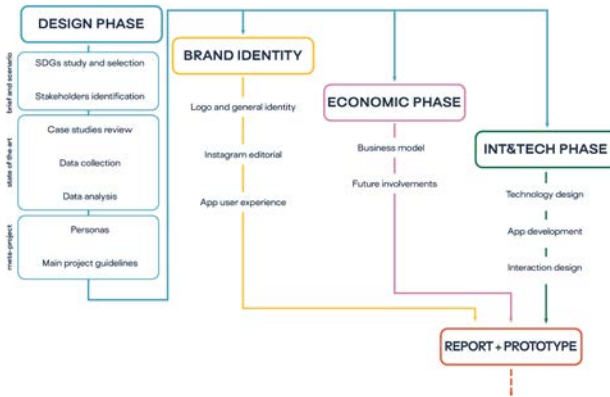 DESIGN PHASE
brief and scenario
SDGs study and selection
Stakeholders identification
state of the art
Case studies review
Data collection
Data analysis
meta-project
Personas
Main project guidelines
BRAND IDENTITY
Logo and general identity
Instagram editorial
App user experience
ECONOMIC PHASE
Business model
Future involvements
INT&TECH PHASE
Technology design
App development
Interaction design
REPORT + PROTOTYPE